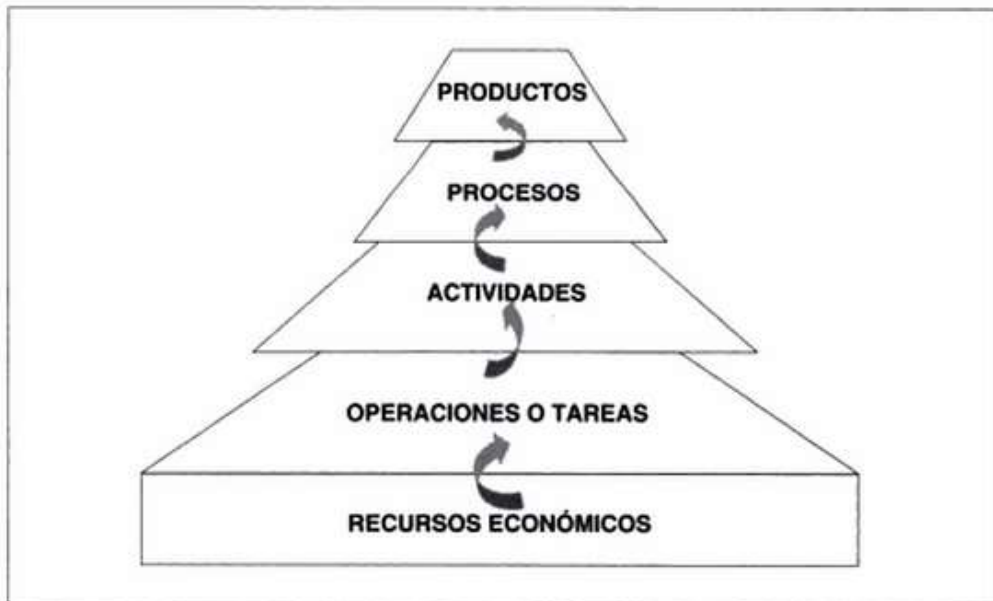 PRODUCTOS
PROCESOS
ACTIVIDADES
OPERACIONES O TAREAS
RECURSOS ECONÓMICOS